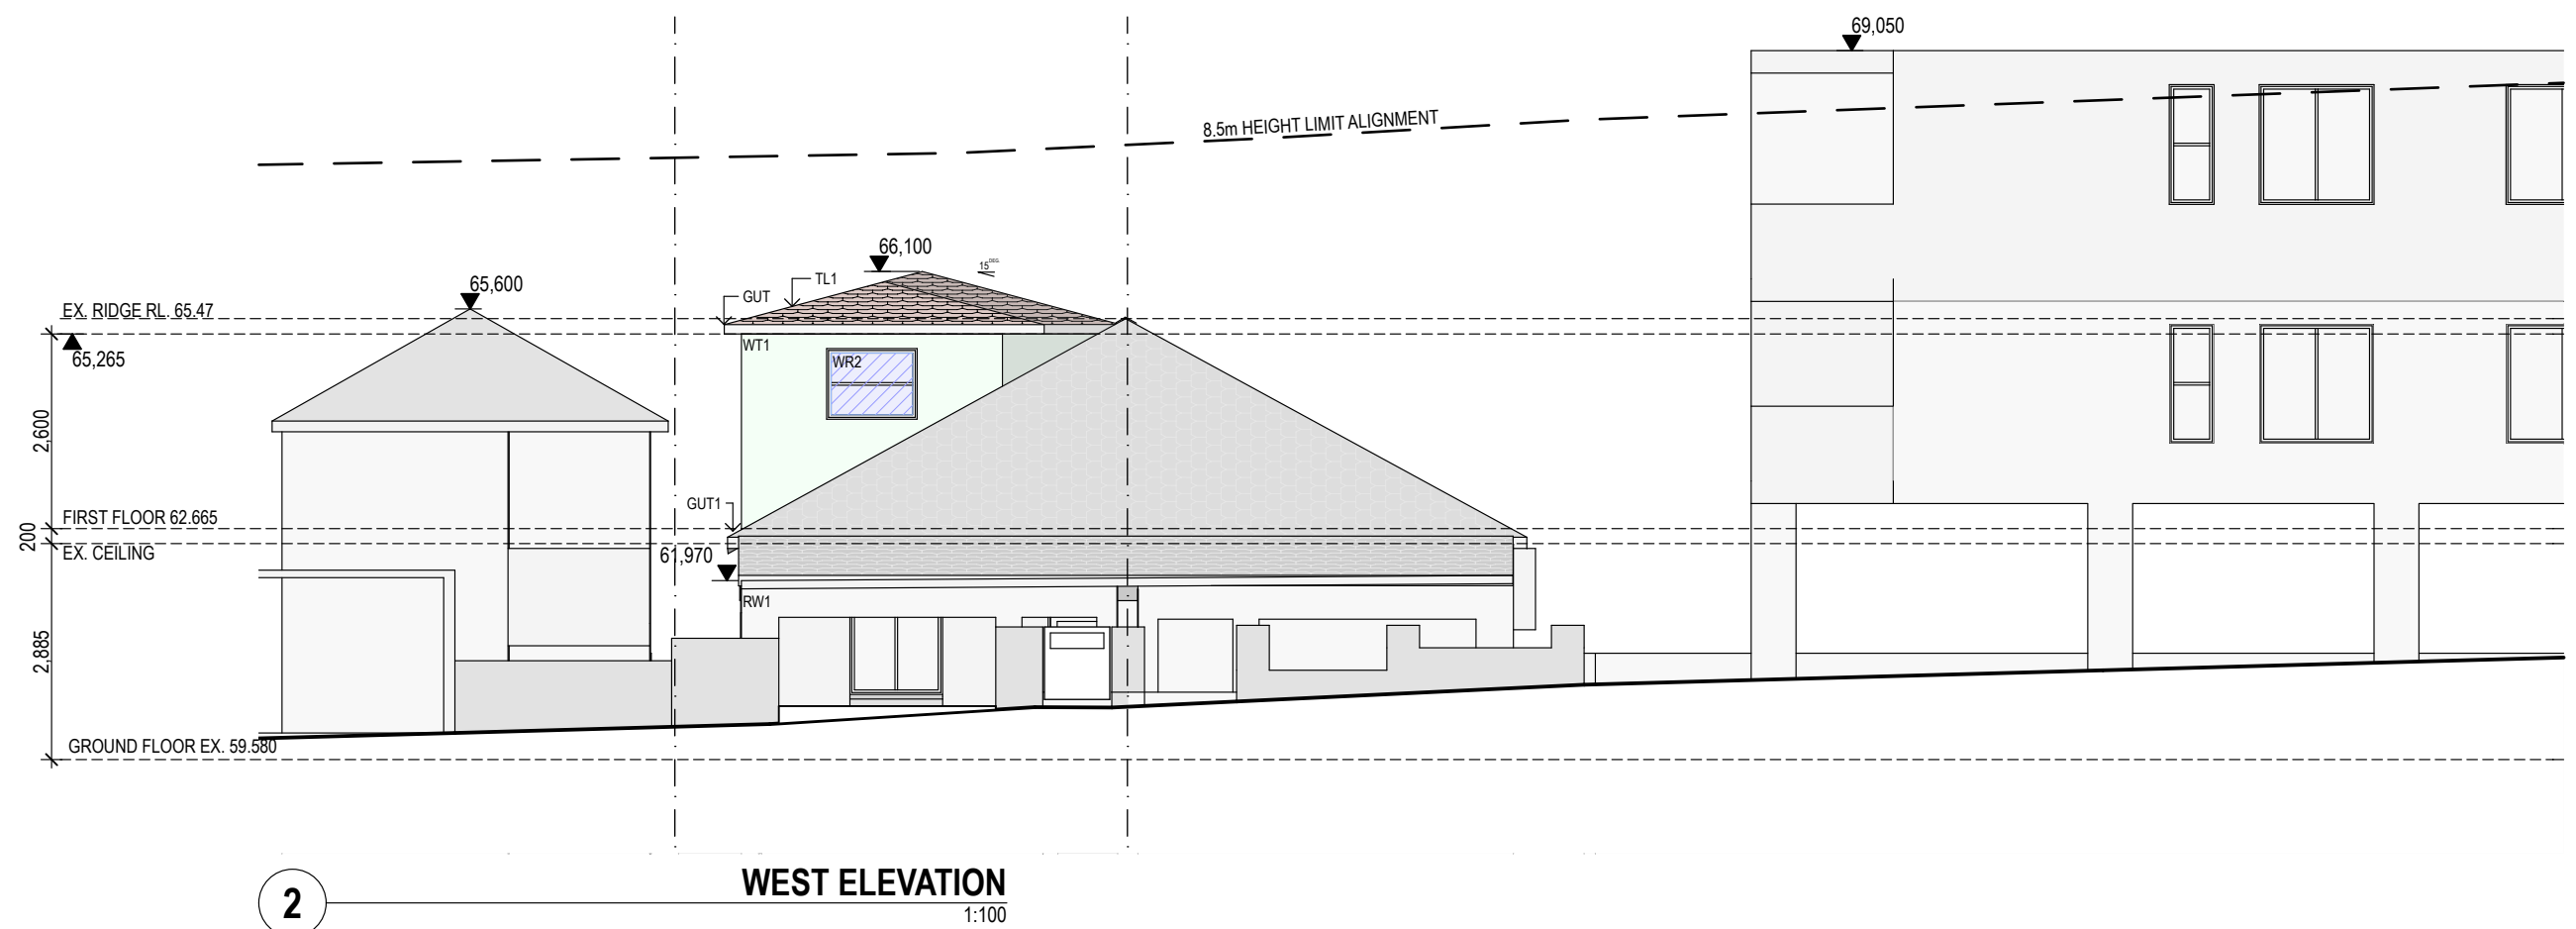 69,050
8.5m HEIGHT LIMIT ALIGNMENT
66,100
15 DEG.
TL1
65,600
GUT
EX. RIDGE RL. 65.47
WT1
65,265
WR2
2,600
GUT1
FIRST FLOOR 62.665
200
EX. CEILING
61,970
RW1
2,885
GROUND FLOOR EX. 59.580
WEST ELEVATION
2
1:100